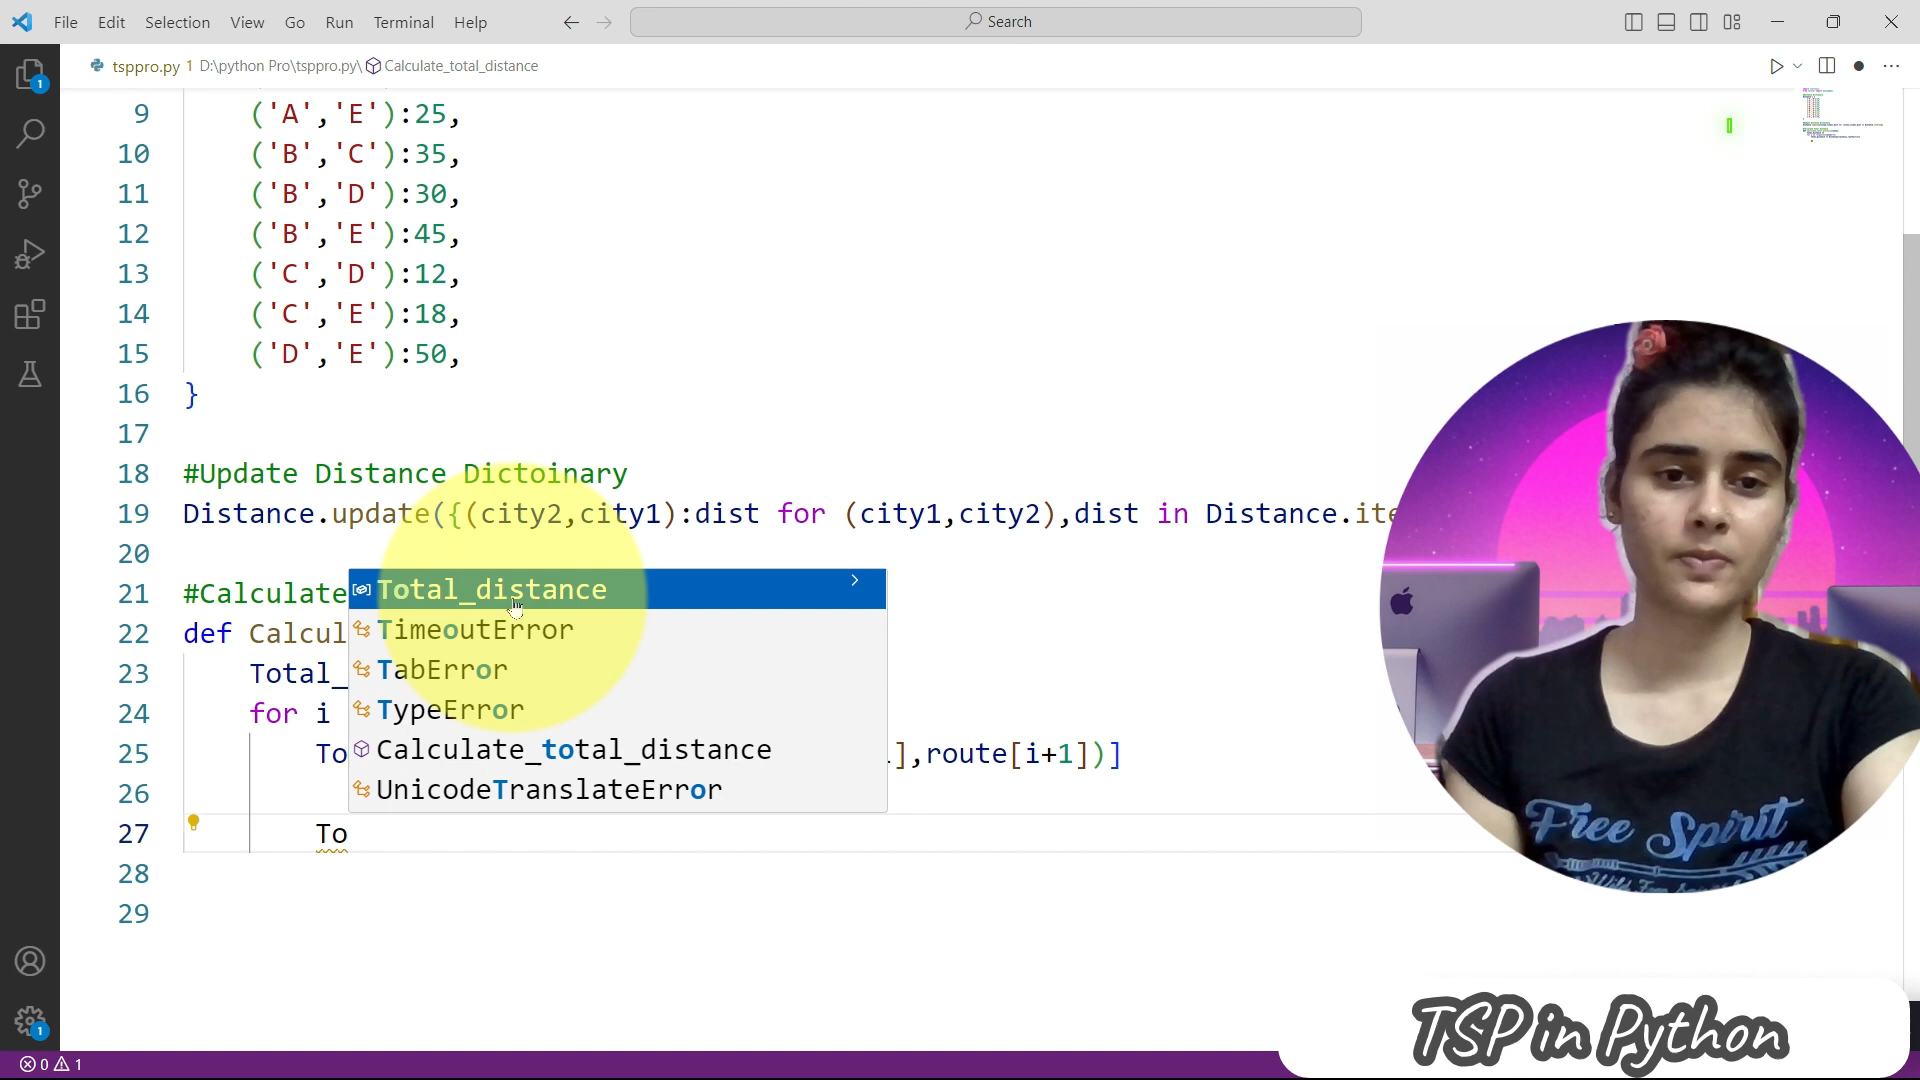 File Edit Selection View Go Run Terminal Help Search
tsppro.py 1 D:\python Pro\tsppro.py\ Calculate_total_distance
1
9 ('A','E'):25,
10 ('B','C'):35,
11 ('B','D'):30,
12 ('B','E'):45,
13 ('C','D'):12,
14 ('C','E'):18,
15 ('D','E'):50,
16 }
17
18 #Update Distance Dictoinary
19 Distance.update({(city2,city1):dist for (city1,city2),dist in Distance.ite
20
21 #Calculate
Total_distance
22 def Calcul
TimeoutError
23 Total_
TabError
24 for i
TypeError
25 To
Calculate_total_distance
],route[i+1])]
26
UnicodeTranslateError
27 To
28
29
Free Spirit
TSP in Python
1
0 1